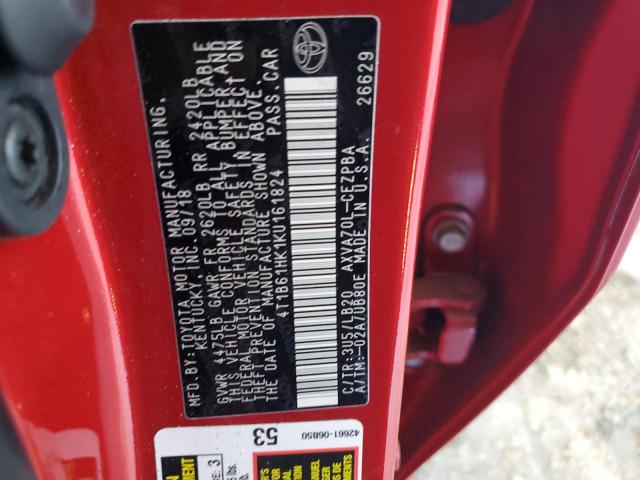 MFD. BY:TOYOTA MOTOR MANUFACTURING,
KENTUCKY, INC. 09/18
GVWR 4475LB GAWR FR 2620LB RR 2420LB
THIS VEHICLE CONFORMS TO ALL APPLICABLE
FEDERAL MOTOR VEHICLE SAFETY, BUMPER AND
THEFT PREVENTION STANDARDS IN EFFECT ON
THE DATE OF MANUFACTURE SHOWN ABOVE.
4T1B61HK1KU161824 PASS.CAR
C/TR:3U5/LB20 AXVA70L-CEZPBA
A/TM:-02A/UB80E MADE IN U.S.A.
26629
42661-06850
53